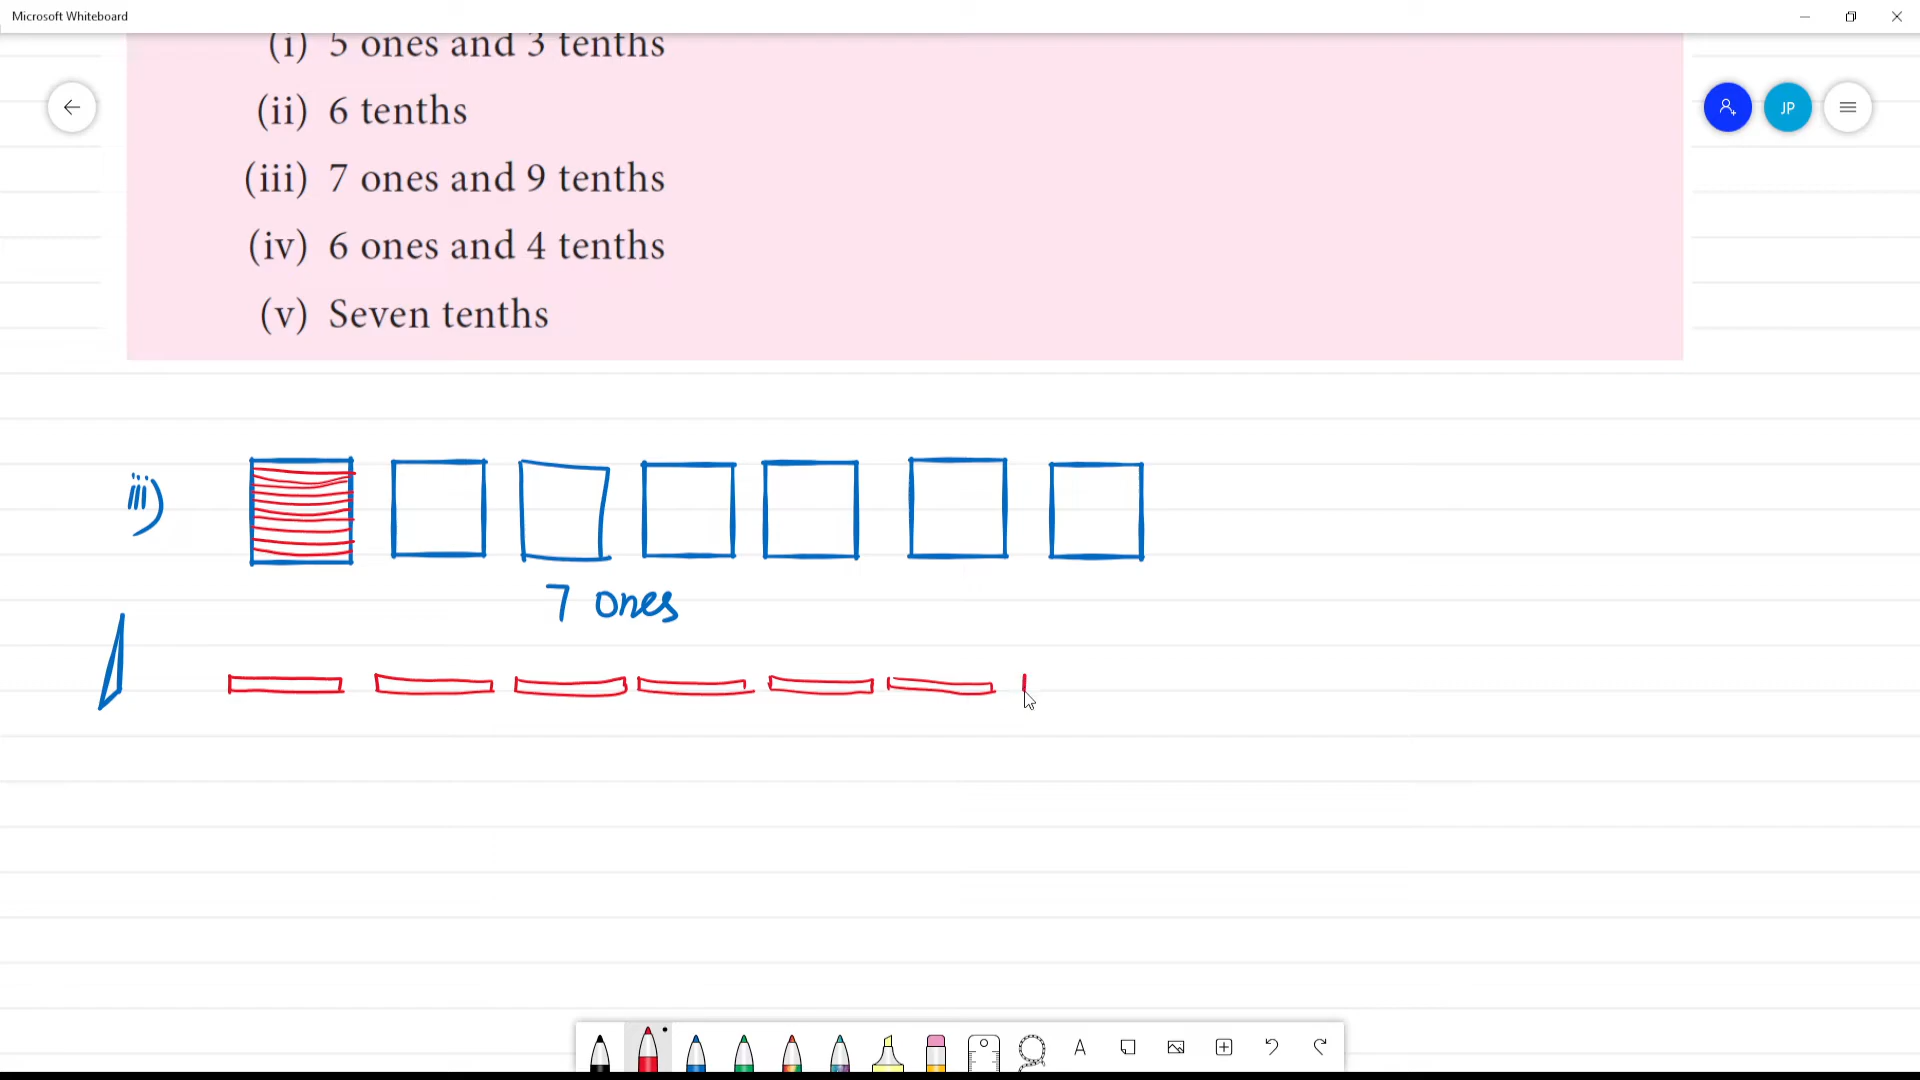 Microsoft Whiteboard
(i) 5 ones and 3 tenths
(ii) 6 tenths
JP
(iii) 7 ones and 9 tenths
(iv) 6 ones and 4 tenths
(v) Seven tenths
iii)
7 ones
A